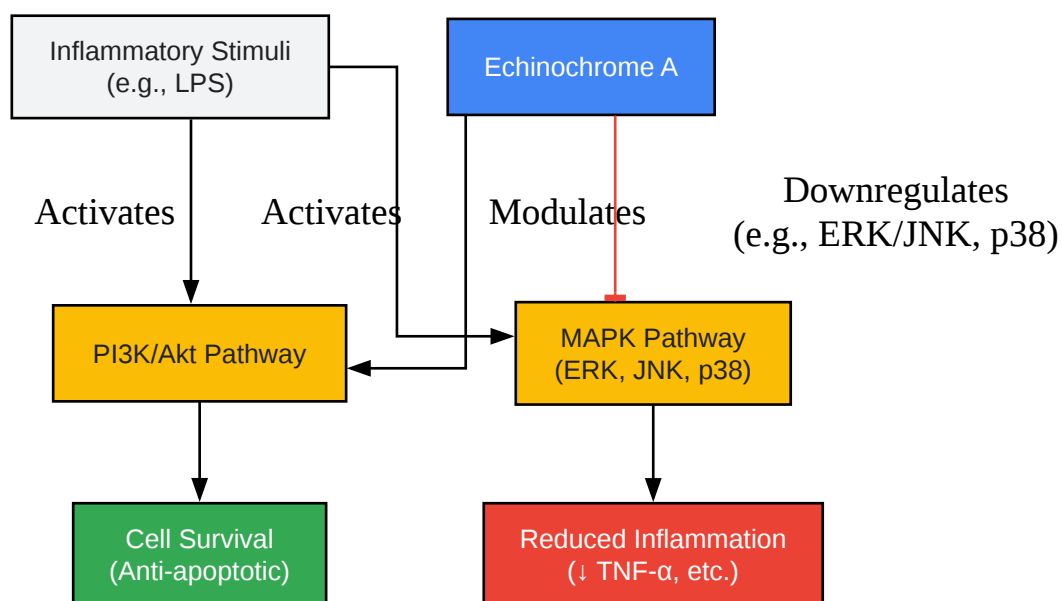 Inflammatory Stimuli
(e.g., LPS)
Echinochrome A
Activates
Activates
Modulates
Downregulates
(e.g., ERK/JNK, p38)
PI3K/Akt Pathway
MAPK Pathway
(ERK, JNK, p38)
Cell Survival
(Anti-apoptotic)
Reduced Inflammation
(↓ TNF-α, etc.)